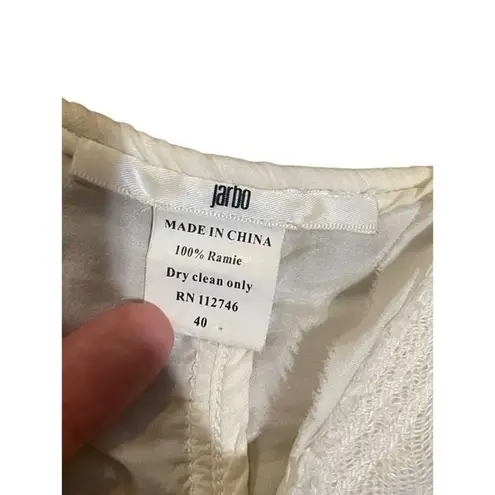 jarbo
MADE IN CHINA
100% Ramie
Dry clean only
RN 112746
40